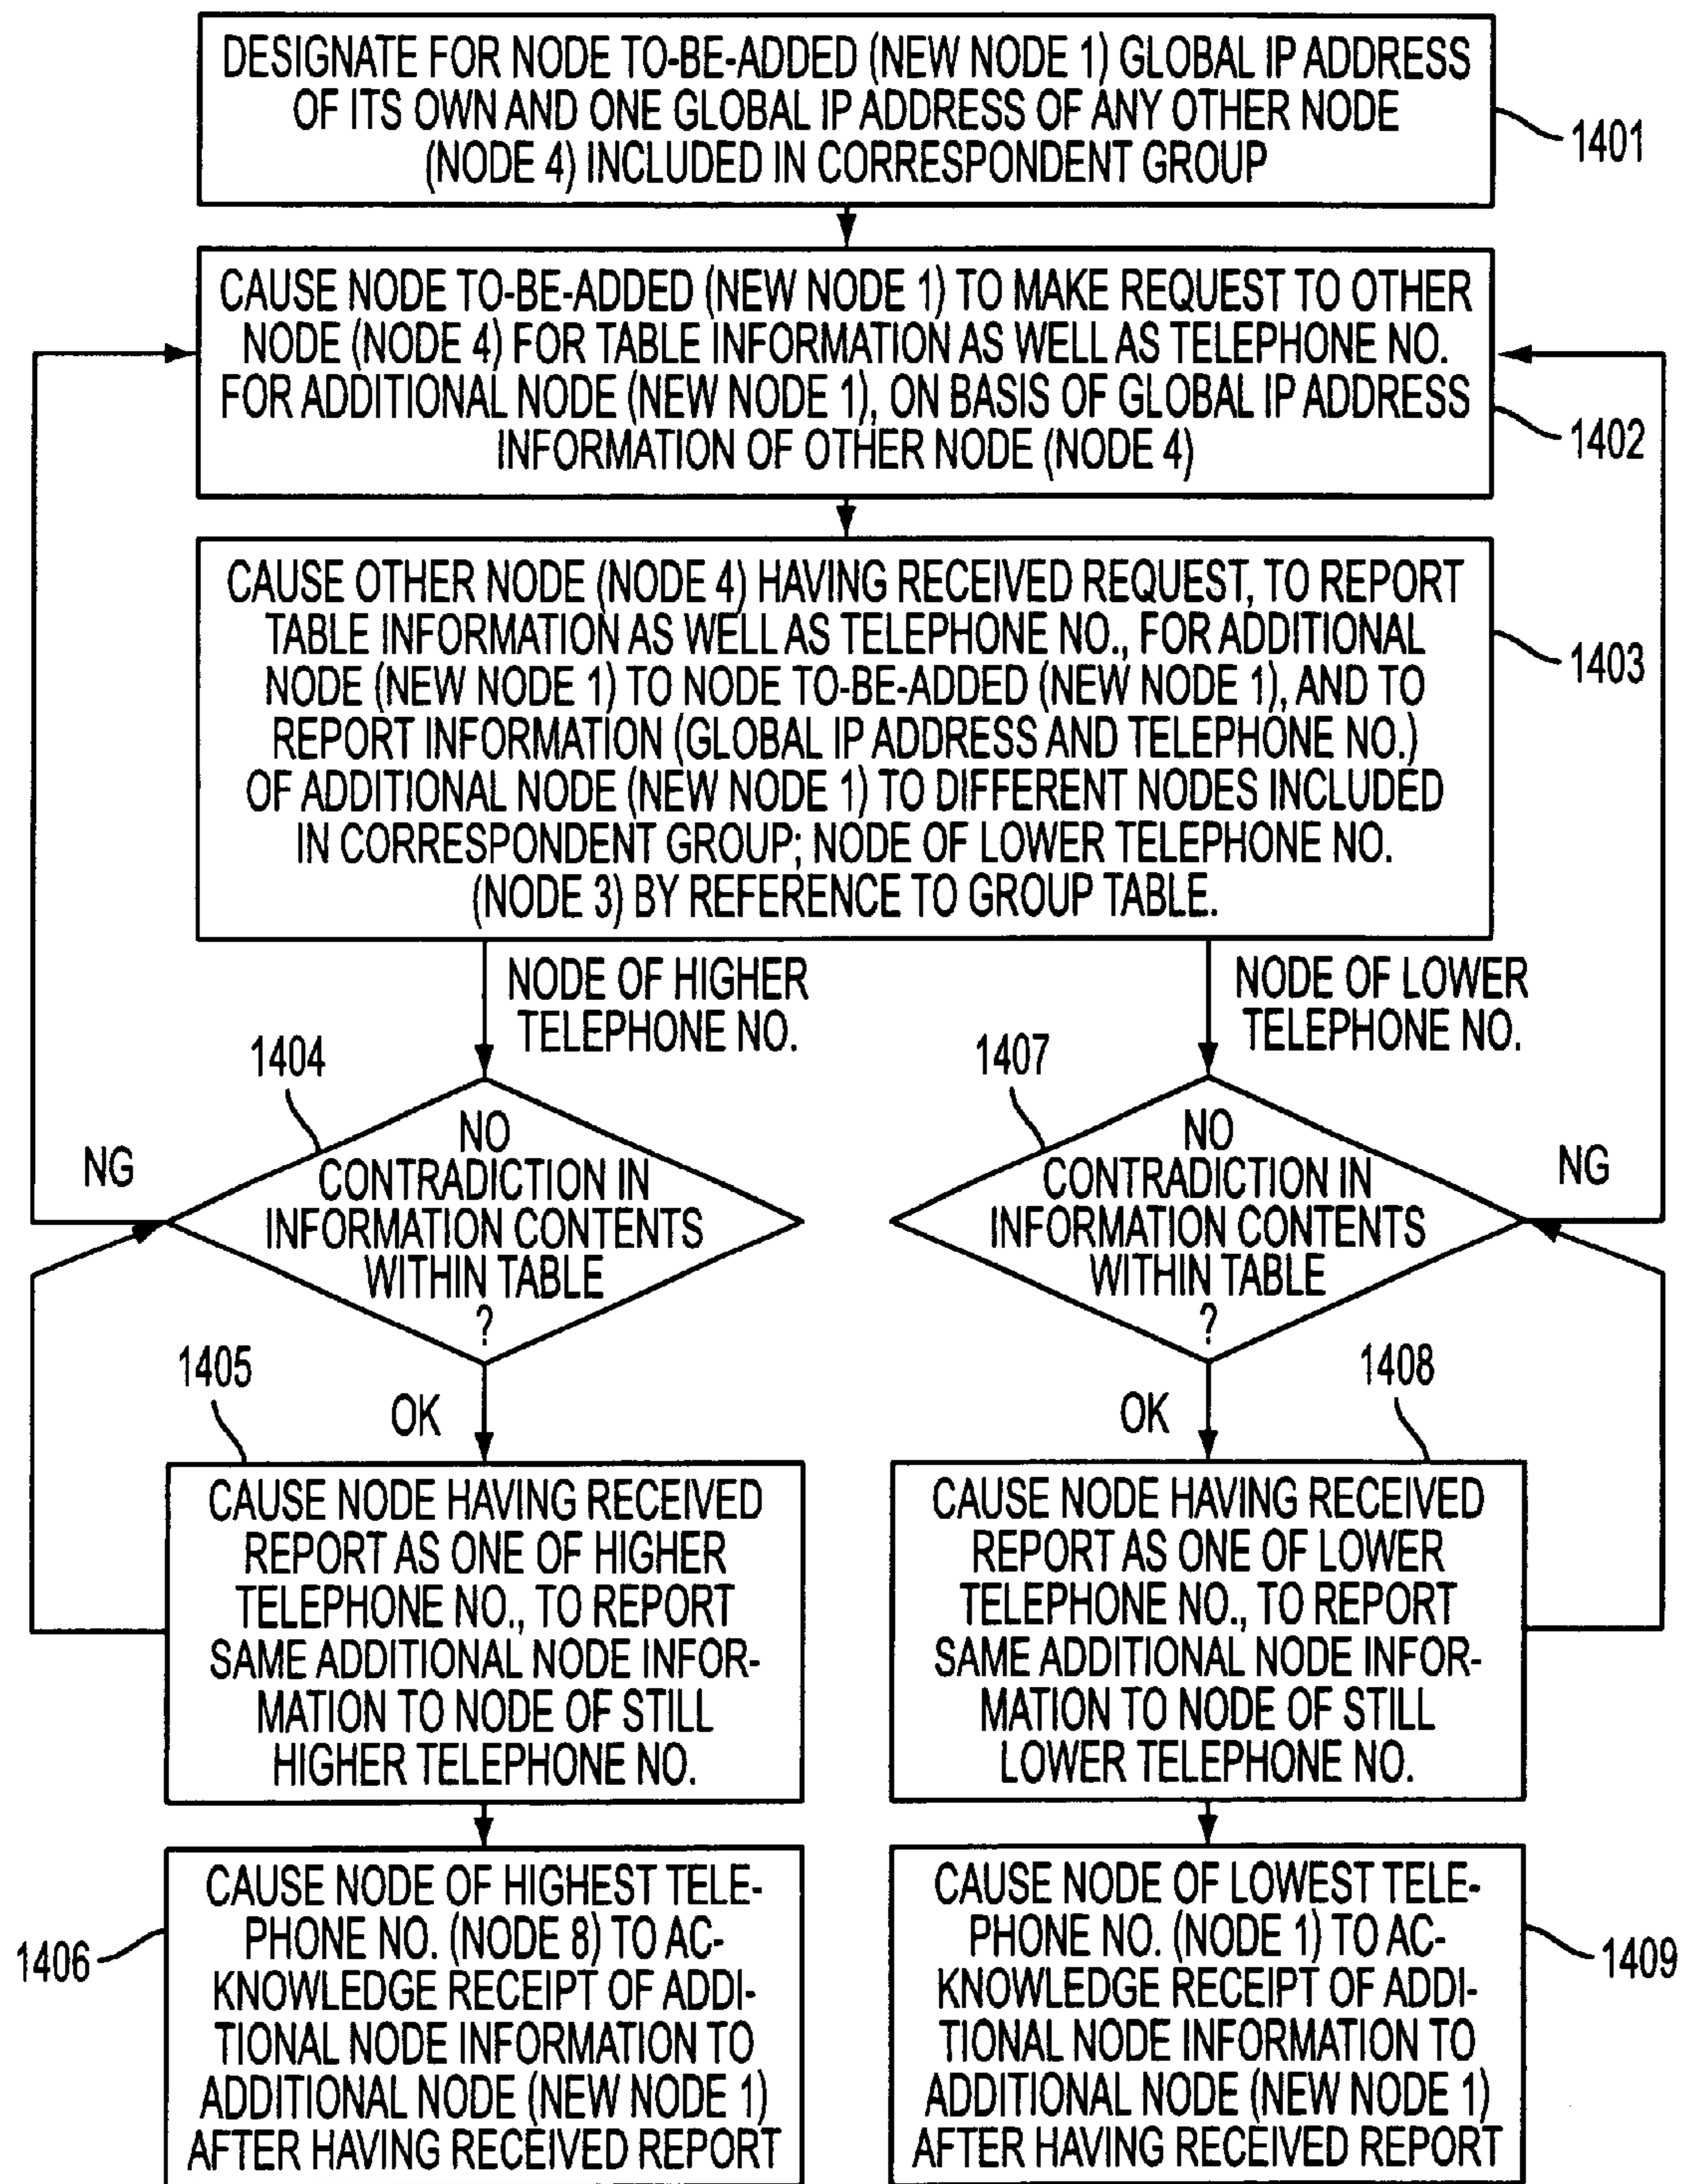 DESIGNATE FOR NODE TO-BE-ADDED (NEW NODE 1) GLOBAL IP ADDRESS
OF ITS OWN AND ONE GLOBAL IP ADDRESS OF ANY OTHER NODE
(NODE 4) INCLUDED IN CORRESPONDENT GROUP
1401
CAUSE NODE TO-BE-ADDED (NEW NODE 1) TO MAKE REQUEST TO OTHER
NODE (NODE 4) FOR TABLE INFORMATION AS WELL AS TELEPHONE NO.
FOR ADDITIONAL NODE (NEW NODE 1), ON BASIS OF GLOBAL IP ADDRESS
INFORMATION OF OTHER NODE (NODE 4)
1402
CAUSE OTHER NODE (NODE 4) HAVING RECEIVED REQUEST, TO REPORT
TABLE INFORMATION AS WELL AS TELEPHONE NO., FOR ADDITIONAL
NODE (NEW NODE 1) TO NODE TO-BE-ADDED (NEW NODE 1), AND TO
REPORT INFORMATION (GLOBAL IP ADDRESS AND TELEPHONE NO.)
OF ADDITIONAL NODE (NEW NODE 1) TO DIFFERENT NODES INCLUDED
IN CORRESPONDENT GROUP; NODE OF LOWER TELEPHONE NO.
(NODE 3) BY REFERENCE TO GROUP TABLE.
1403
NODE OF HIGHER
TELEPHONE NO.
1404
NO
CONTRADICTION IN
INFORMATION CONTENTS
WITHIN TABLE
?
NG
OK
1405
CAUSE NODE HAVING RECEIVED
REPORT AS ONE OF HIGHER
TELEPHONE NO., TO REPORT
SAME ADDITIONAL NODE INFOR-
MATION TO NODE OF STILL
HIGHER TELEPHONE NO.
CAUSE NODE OF HIGHEST TELE-
PHONE NO. (NODE 8) TO AC-
KNOWLEDGE RECEIPT OF ADDI-
TIONAL NODE INFORMATION TO
ADDITIONAL NODE (NEW NODE 1)
AFTER HAVING RECEIVED REPORT
1406
NODE OF LOWER
TELEPHONE NO.
1407
NO
CONTRADICTION IN
INFORMATION CONTENTS
WITHIN TABLE
?
NG
OK
1408
CAUSE NODE HAVING RECEIVED
REPORT AS ONE OF LOWER
TELEPHONE NO., TO REPORT
SAME ADDITIONAL NODE INFOR-
MATION TO NODE OF STILL
LOWER TELEPHONE NO.
CAUSE NODE OF LOWEST TELE-
PHONE NO. (NODE 1) TO AC-
KNOWLEDGE RECEIPT OF ADDI-
TIONAL NODE INFORMATION TO
ADDITIONAL NODE (NEW NODE 1)
AFTER HAVING RECEIVED REPORT
1409